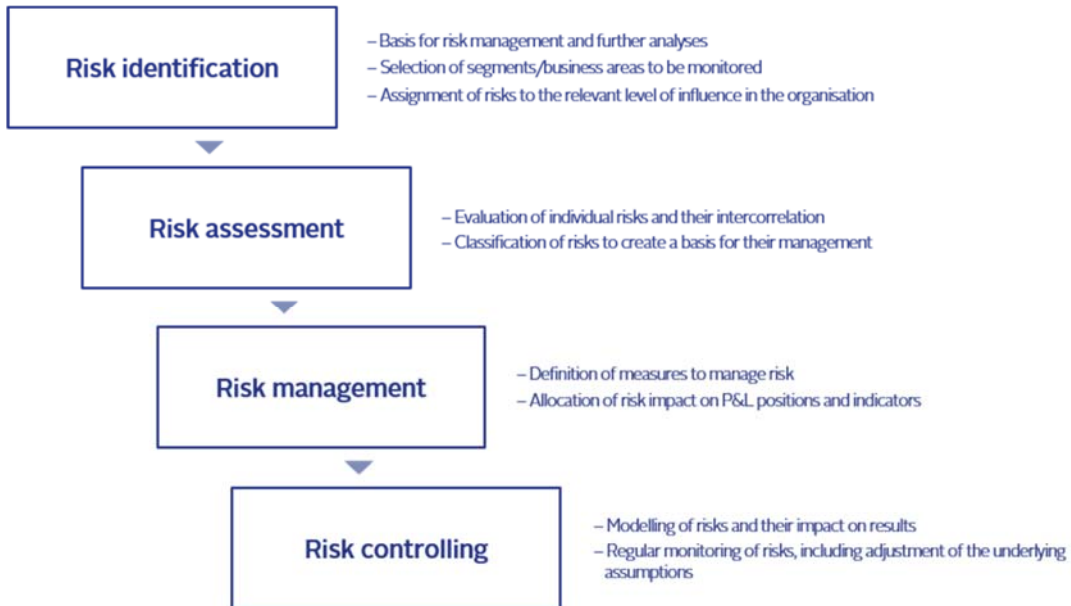 Risk identification
– Basis for risk management and further analyses
– Selection of segments/business areas to be monitored
– Assignment of risks to the relevant level of influence in the organisation
Risk assessment
– Evaluation of individual risks and their intercorrelation
– Classification of risks to create a basis for their management
Risk management
– Definition of measures to manage risk
– Allocation of risk impact on P&L positions and indicators
Risk controlling
– Modelling of risks and their impact on results
– Regular monitoring of risks, including adjustment of the underlying
assumptions